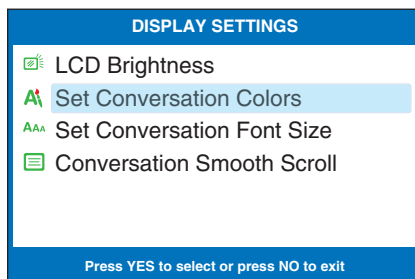 DISPLAY SETTINGS
LCD Brightness
A Set Conversation Colors
AAA Set Conversation Font Size
Conversation Smooth Scroll
Press YES to select or press NO to exit